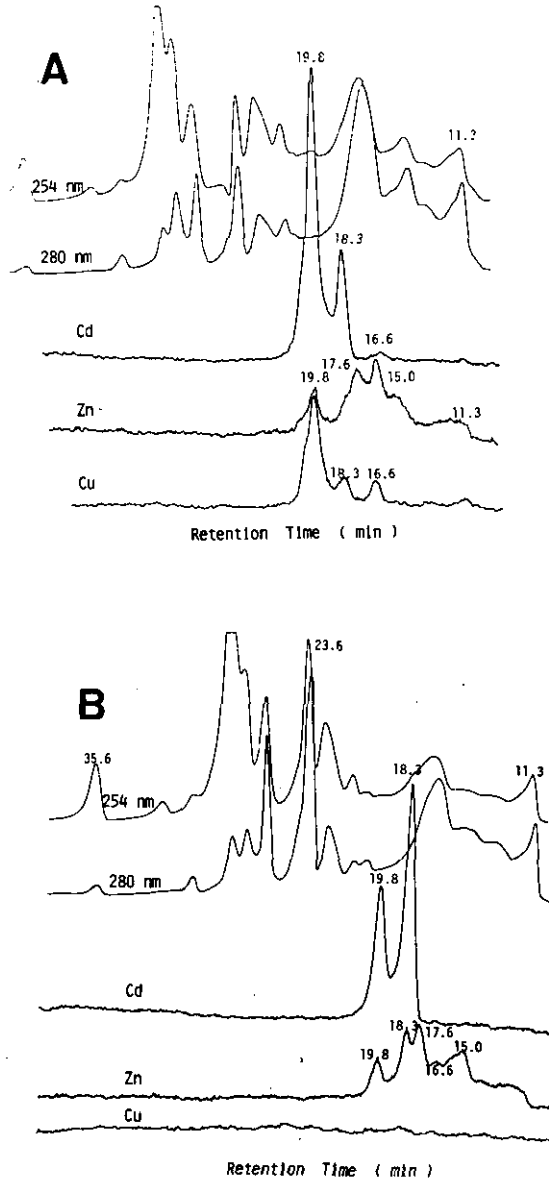 A
19.8
254 nm
11.3
280 nm
18.3
Cd
16.6
17.6
15.0
19.8
Zn
11.3
18.3
16.6
Cu
Retention Time ( min )
B
23.6
35.6
18.3
11.3
254 nm
280 nm
19.8
Cd
18.3
17.6
19.8
15.0
16.6
Zn
Cu
Retention Time ( min )